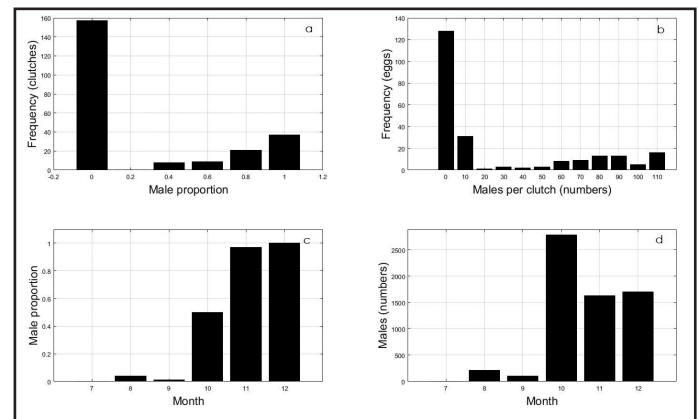 a
160
140
120
100
80
60
40
20
0
-0.2 0 0.2 0.4 0.6 0.8 1 1.2
Frequency (clutches)
Male proportion
b
140
120
100
80
60
40
20
0
0 10 20 30 40 50 60 70 80 90 100 110
Frequency (eggs)
Males per clutch (numbers)
c
1
0.8
0.6
0.4
0.2
0
7 8 9 10 11 12
Male proportion
Month
d
2500
2000
1500
1000
500
0
7 8 9 10 11 12
Males (numbers)
Month